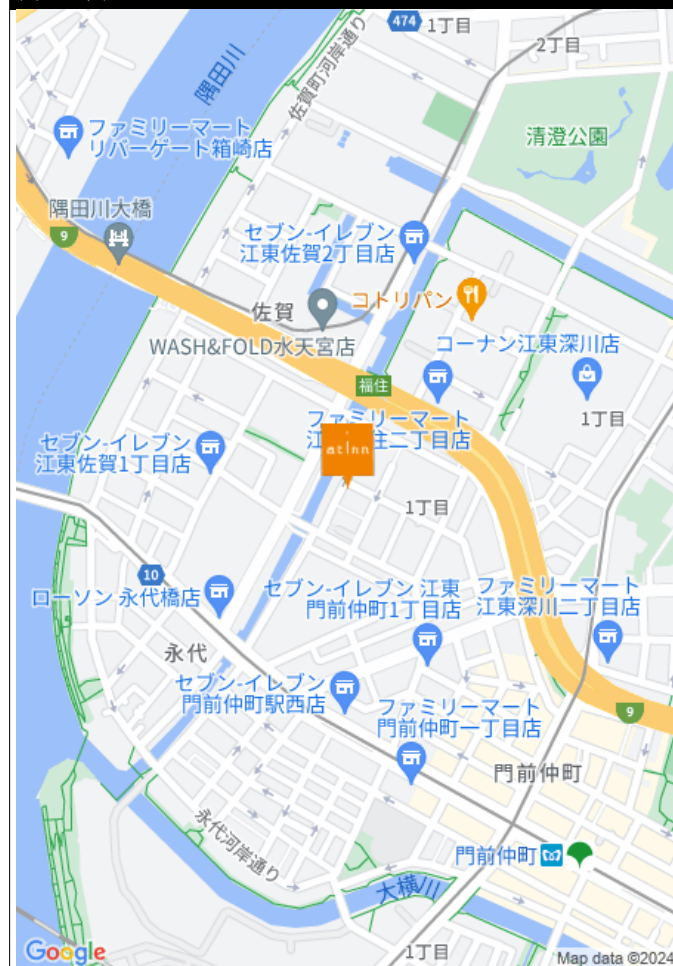 474
1丁目
2丁目
隅田川
佐賀町河岸通り
ファミリーマート
リバーゲート箱崎店
清澄公園
隅田川大橋
9
セブン-イレブン
江東佐賀2丁目店
コトリパン
佐賀
WASH&FOLD水天宮店
コーナン江東深川店
福住
ファミリーマート
住二丁目店
1丁目
atinn
セブン-イレブン
江東佐賀1丁目店
1丁目
10
ローソン 永代橋店
セブン-イレブン 江東
門前仲町1丁目店
ファミリーマート
江東深川二丁目店
永代
セブン-イレブン
門前仲町駅西店
ファミリーマート
門前仲町一丁目店
9
門前仲町
永代河岸通り
門前仲町
大横川
Google
1丁目
Map data ©2024